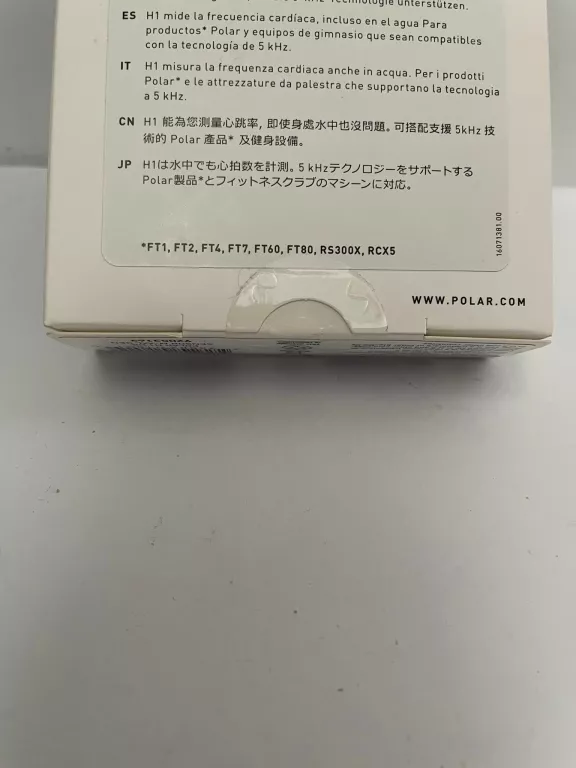 Technologie unterstützen.
ES H1 mide la frecuencia cardíaca, incluso en el agua Para
productos* Polar y equipos de gimnasio que sean compatibles
con la tecnología de 5 kHz.
IT H1 misura la frequenza cardiaca anche in acqua. Per i prodotti
Polar* e le attrezzature da palestra che supportano la tecnologia
a 5 kHz.
CN H1 能為您測量心跳率, 即使身處水中也沒問題。可搭配支援 5kHz 技
術的 Polar 產品* 及健身設備。
JP H1は水中でも心拍数を計測。5 kHzテクノロジーをサポートする
Polar製品*とフィットネスクラブのマシーンに対応。
*FT1, FT2, FT4, FT7, FT60, FT80, RS300X, RCX5
16071381.00
WWW.POLAR.COM